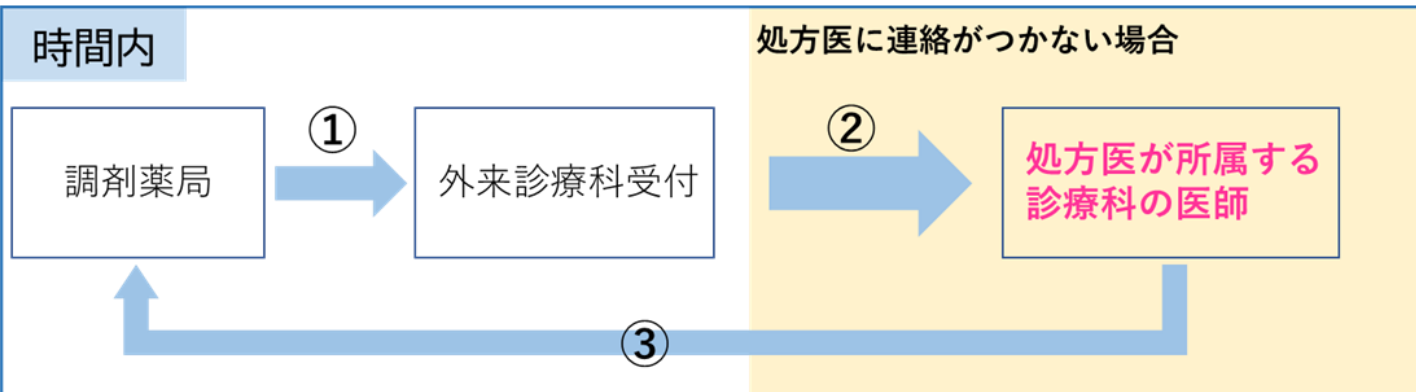 時間内
処方医に連絡がつかない場合
調剤薬局
①
外来診療科受付
②
処方医が所属する
診療科の医師
③